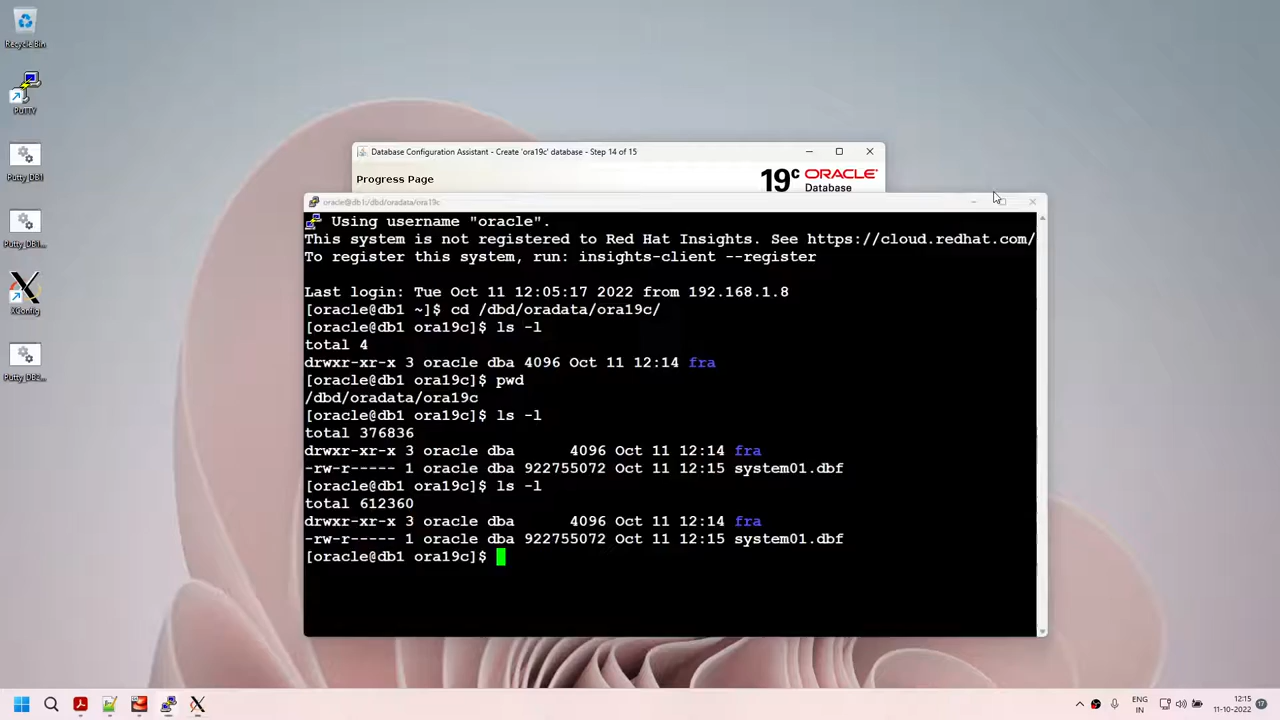 Recycle Bin
PuTTY
Putty DB1
Putty DB1...
XConfig
Putty DB2...
Database Configuration Assistant - Create 'ora19c' database - Step 14 of 15
Progress Page
19c ORACLE
Database
oracle@db1:/dbd/oradata/ora19c
Using username "oracle".
This system is not registered to Red Hat Insights. See https://cloud.redhat.com/
To register this system, run: insights-client --register
Last login: Tue Oct 11 12:05:17 2022 from 192.168.1.8
[oracle@db1 ~]$ cd /dbd/oradata/ora19c/
[oracle@db1 ora19c]$ ls -l
total 4
drwxr-xr-x 3 oracle dba 4096 Oct 11 12:14 fra
[oracle@db1 ora19c]$ pwd
/dbd/oradata/ora19c
[oracle@db1 ora19c]$ ls -l
total 376836
drwxr-xr-x 3 oracle dba      4096 Oct 11 12:14 fra
-rw-r----- 1 oracle dba 922755072 Oct 11 12:15 system01.dbf
[oracle@db1 ora19c]$ ls -l
total 612360
drwxr-xr-x 3 oracle dba      4096 Oct 11 12:14 fra
-rw-r----- 1 oracle dba 922755072 Oct 11 12:15 system01.dbf
[oracle@db1 ora19c]$
ENG
IN
12:15
11-10-2022
17